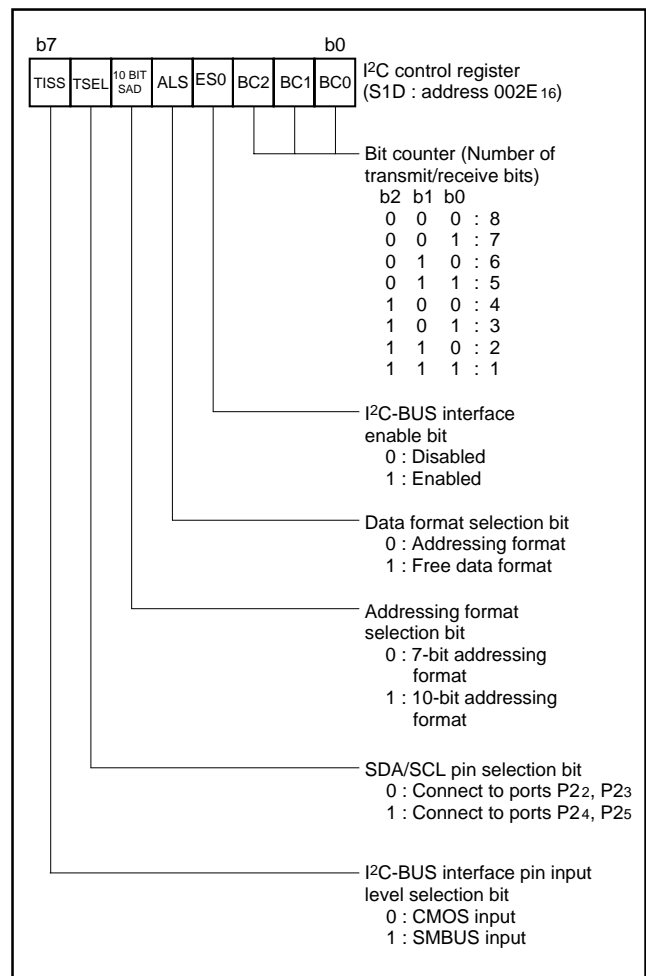 b7 b0
TISS TSEL 10 BIT SAD ALS ES0 BC2 BC1 BC0
I2C control register
(S1D : address 002E16)
Bit counter (Number of
transmit/receive bits)
b2 b1 b0
0 0 0 : 8
0 0 1 : 7
0 1 0 : 6
0 1 1 : 5
1 0 0 : 4
1 0 1 : 3
1 1 0 : 2
1 1 1 : 1
I2C-BUS interface
enable bit
0 : Disabled
1 : Enabled
Data format selection bit
0 : Addressing format
1 : Free data format
Addressing format
selection bit
0 : 7-bit addressing
format
1 : 10-bit addressing
format
SDA/SCL pin selection bit
0 : Connect to ports P22, P23
1 : Connect to ports P24, P25
I2C-BUS interface pin input
level selection bit
0 : CMOS input
1 : SMBUS input